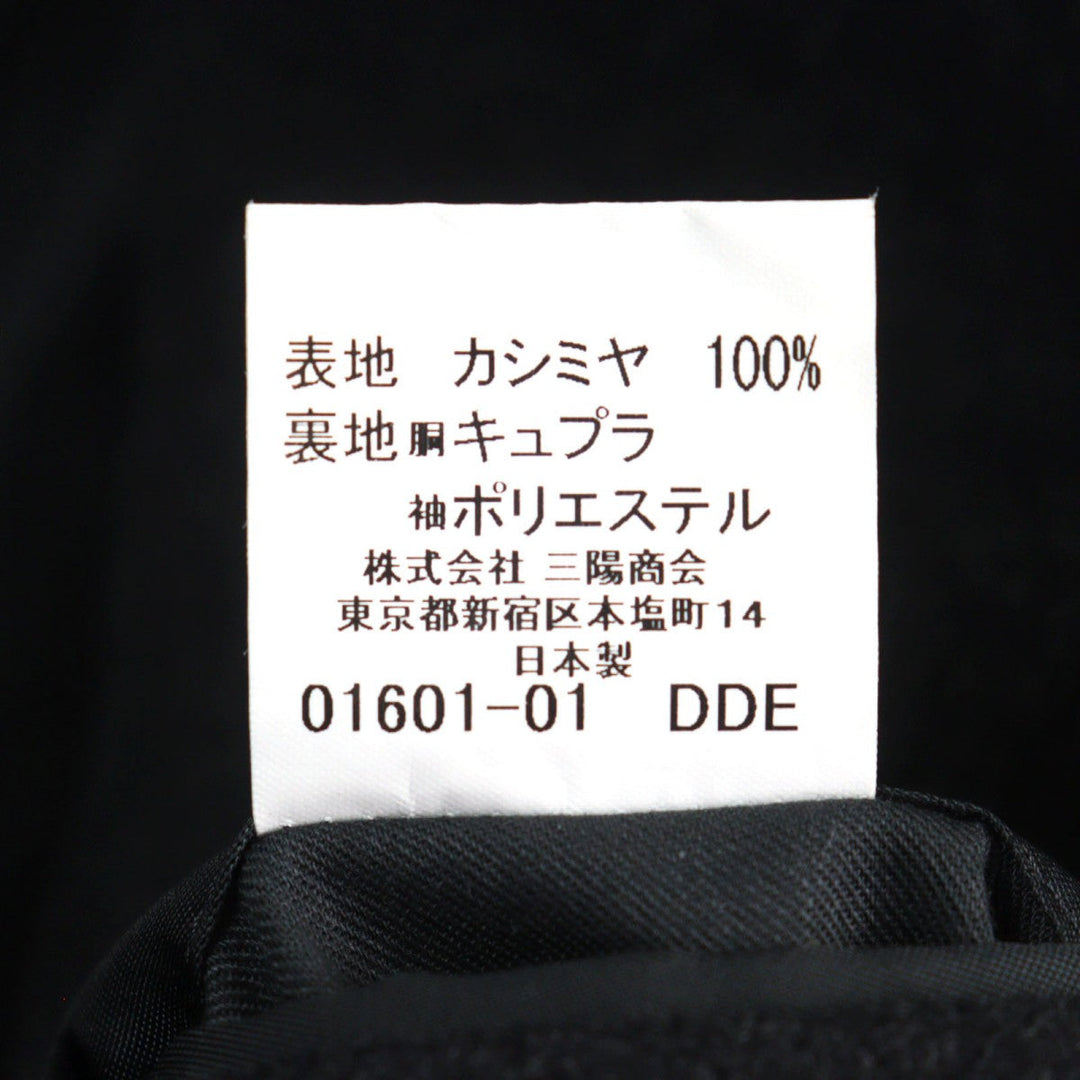 表地 カシミヤ 100%
裏地胴キュプラ
袖ポリエステル
株式会社 三陽商会
東京都新宿区本塩町14
日本製
01601-01 DDE